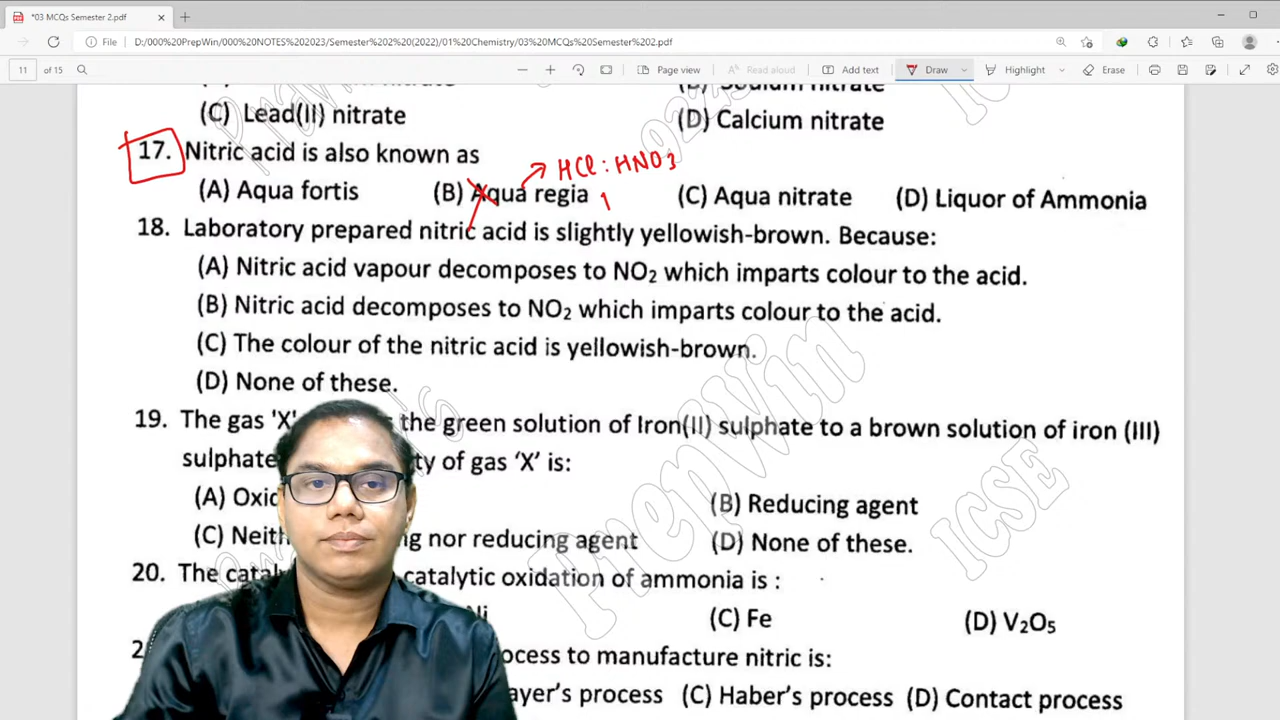 *03 MCQs Semester 2.pdf
File D:/000%20PrepWin/000%20NOTES%202023/Semester%202%20(2022)/01%20Chemistry/03%20MCQs%20Semester%202.pdf
11 of 15 Page view Read aloud Add text Draw Highlight Erase
(C) Lead(II) nitrate (D) Calcium nitrate
17. Nitric acid is also known as
HCl : HNO3
(A) Aqua fortis (B) Aqua regia (C) Aqua nitrate (D) Liquor of Ammonia
1
18. Laboratory prepared nitric acid is slightly yellowish-brown. Because:
(A) Nitric acid vapour decomposes to NO2 which imparts colour to the acid.
(B) Nitric acid decomposes to NO2 which imparts colour to the acid.
(C) The colour of the nitric acid is yellowish-brown.
(D) None of these.
19. The gas 'X' the green solution of Iron(II) sulphate to a brown solution of iron (III)
sulphate of gas 'X' is:
(A) (B) Reducing agent
(C) nor reducing agent (D) None of these.
20. The catalytic oxidation of ammonia is :
Ni (C) Fe (D) V2O5
to manufacture nitric is:
process (C) Haber's process (D) Contact process
PrepWin
ICSE